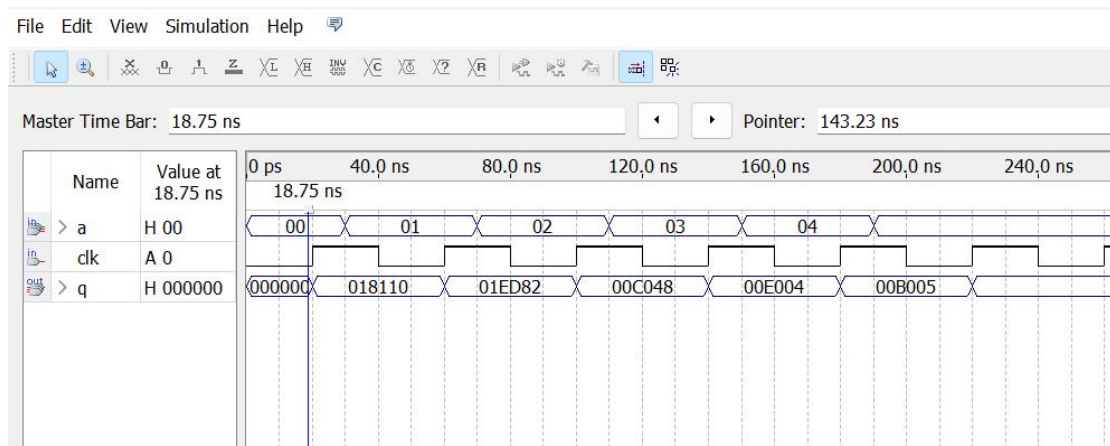 File Edit View Simulation Help
Master Time Bar: 18.75 ns Pointer: 143.23 ns
Name Value at 18.75 ns 0 ps 40.0 ns 80.0 ns 120.0 ns 160.0 ns 200.0 ns 240.0 ns
18.75 ns
a H 00 00 01 02 03 04
clk A 0
q H 000000 000000 018110 01ED82 00C048 00E004 00B005